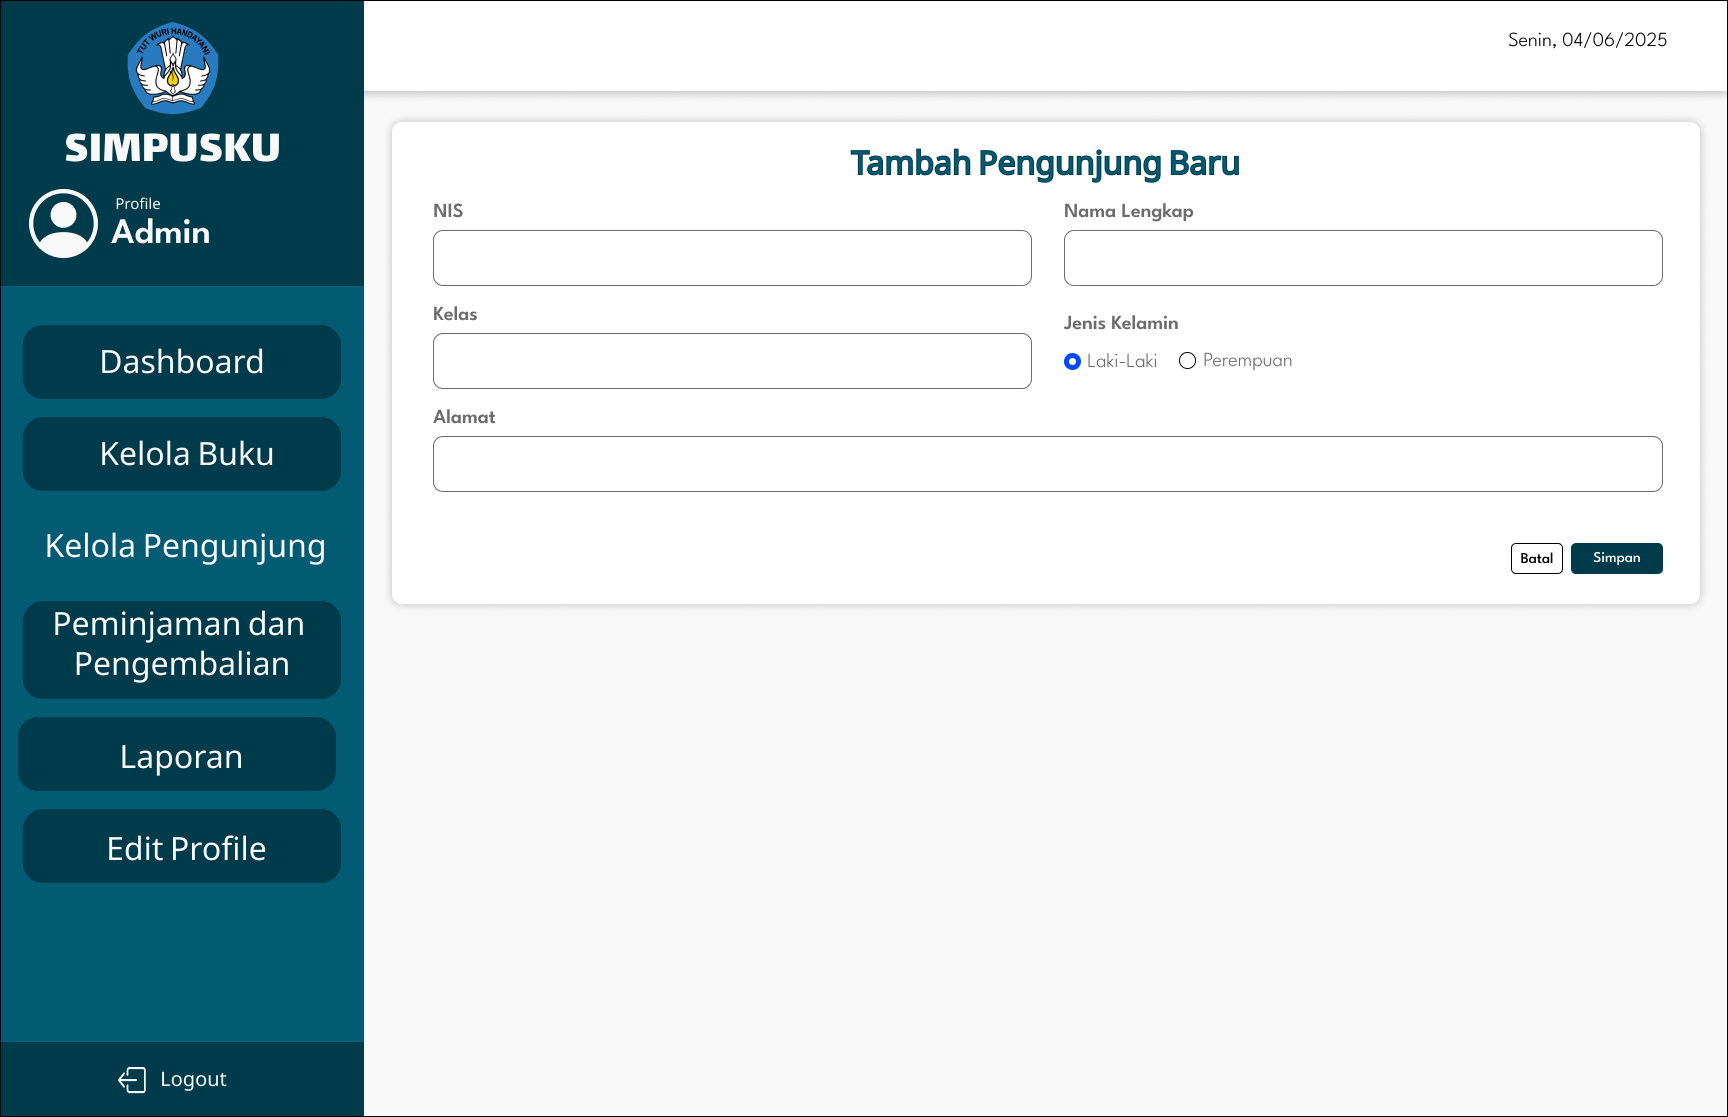 TUT WURI HANDAYANI
SIMPUSKU
Profile
Admin
Dashboard
Kelola Buku
Kelola Pengunjung
Peminjaman dan
Pengembalian
Laporan
Edit Profile
Logout
Senin, 04/06/2025
Tambah Pengunjung Baru
NIS
Nama Lengkap
Kelas
Jenis Kelamin
Laki-Laki Perempuan
Alamat
Batal Simpan